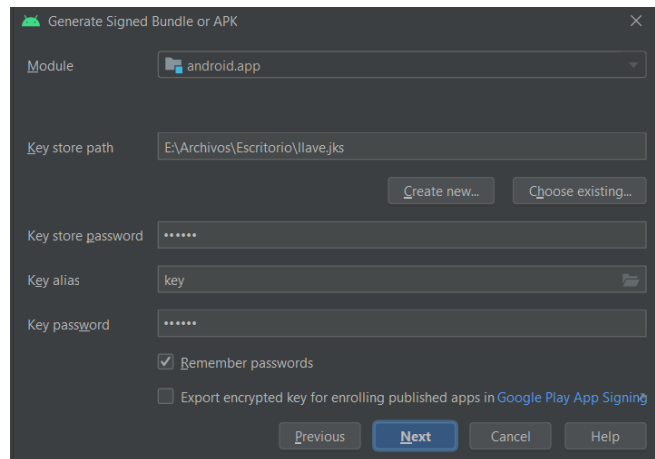 Generate Signed Bundle or APK
Module
android.app
Key store path
E:\Archivos\Escritorio\llave.jks
Create new...
Choose existing...
Key store password
••••••
Key alias
key
Key password
••••••
Remember passwords
Export encrypted key for enrolling published apps in Google Play App Signing
Previous
Next
Cancel
Help